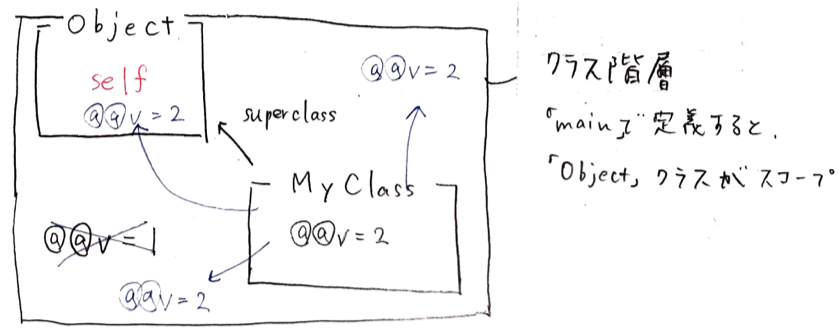 Object
self
@@v=2
@@v=2
superclass
MyClass
@@v=2
@@v=1
@@v=2
クラス階層
「main」で定義すると、
「Object」クラスがスコープ